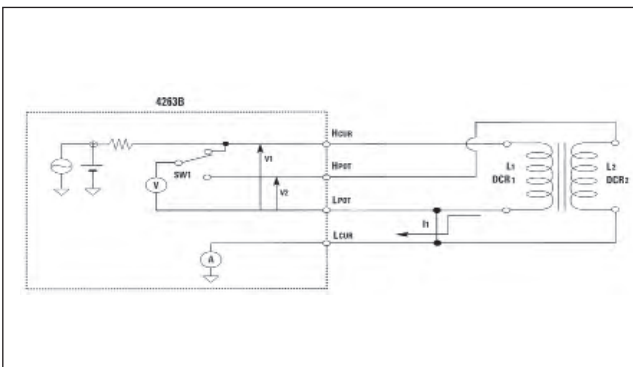 4263B
HCUR
V1
HPOT
SW1
V
V2
LPOT
L1
DCR1
L2
DCR2
I1
LCUR
A